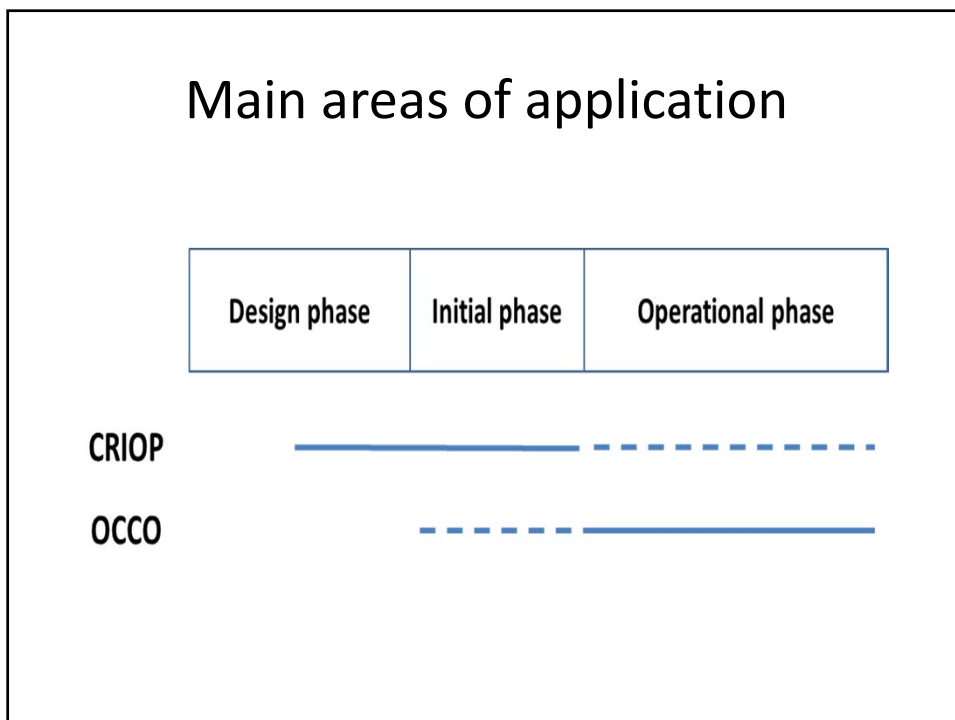 Main areas of application
Design phase Initial phase Operational phase
CRIOP
OCCO